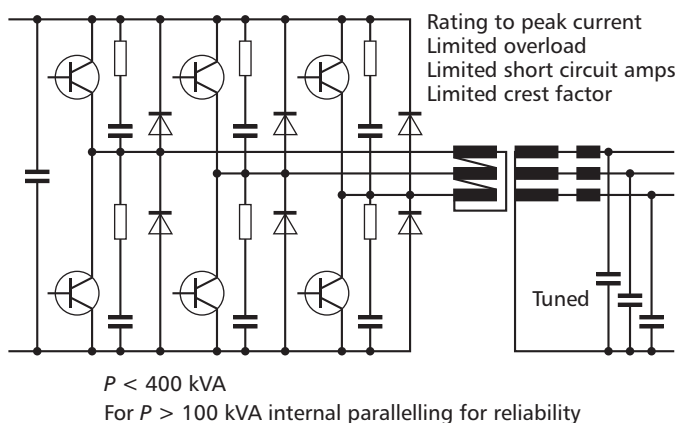 Rating to peak current
Limited overload
Limited short circuit amps
Limited crest factor
Tuned
P < 400 kVA
For P > 100 kVA internal parallelling for reliability